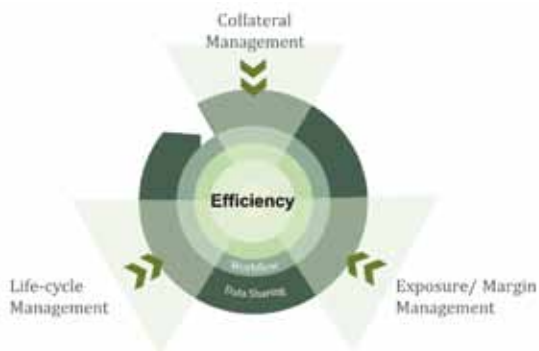 Collateral
Management
Efficiency
Workflow
Data Sharing
Life-cycle
Management
Exposure/ Margin
Management